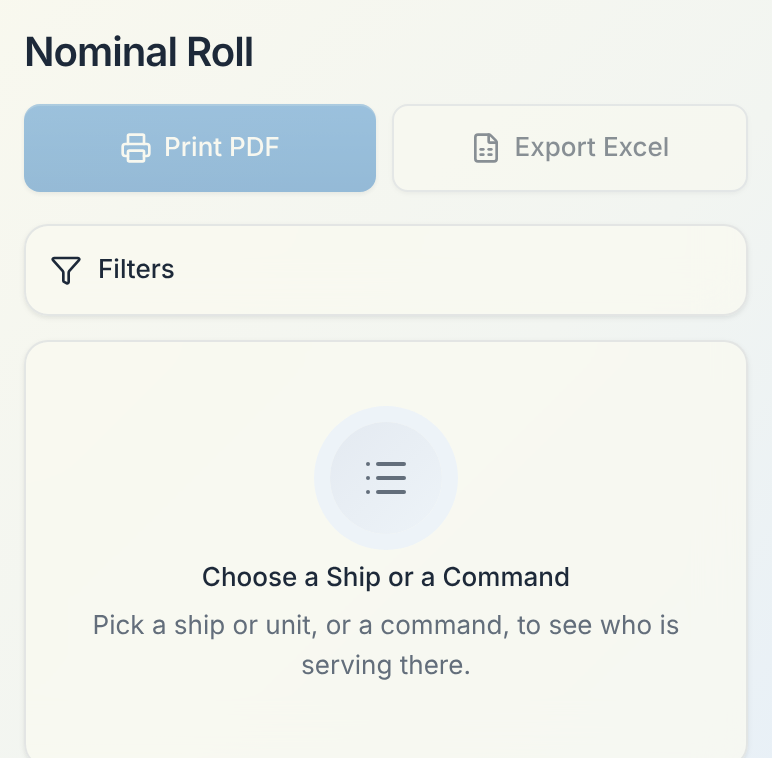 Nominal Roll
Print PDF
Export Excel
Filters
Choose a Ship or a Command
Pick a ship or unit, or a command, to see who is
serving there.